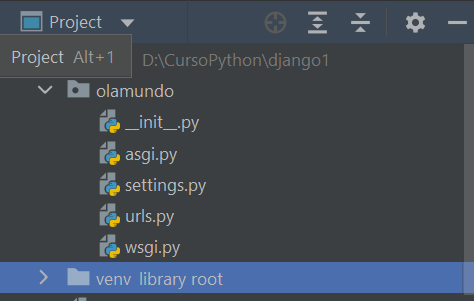 Project
Project Alt+1
D:\CursoPython\django1
olamundo
__init__.py
asgi.py
settings.py
urls.py
wsgi.py
venv library root